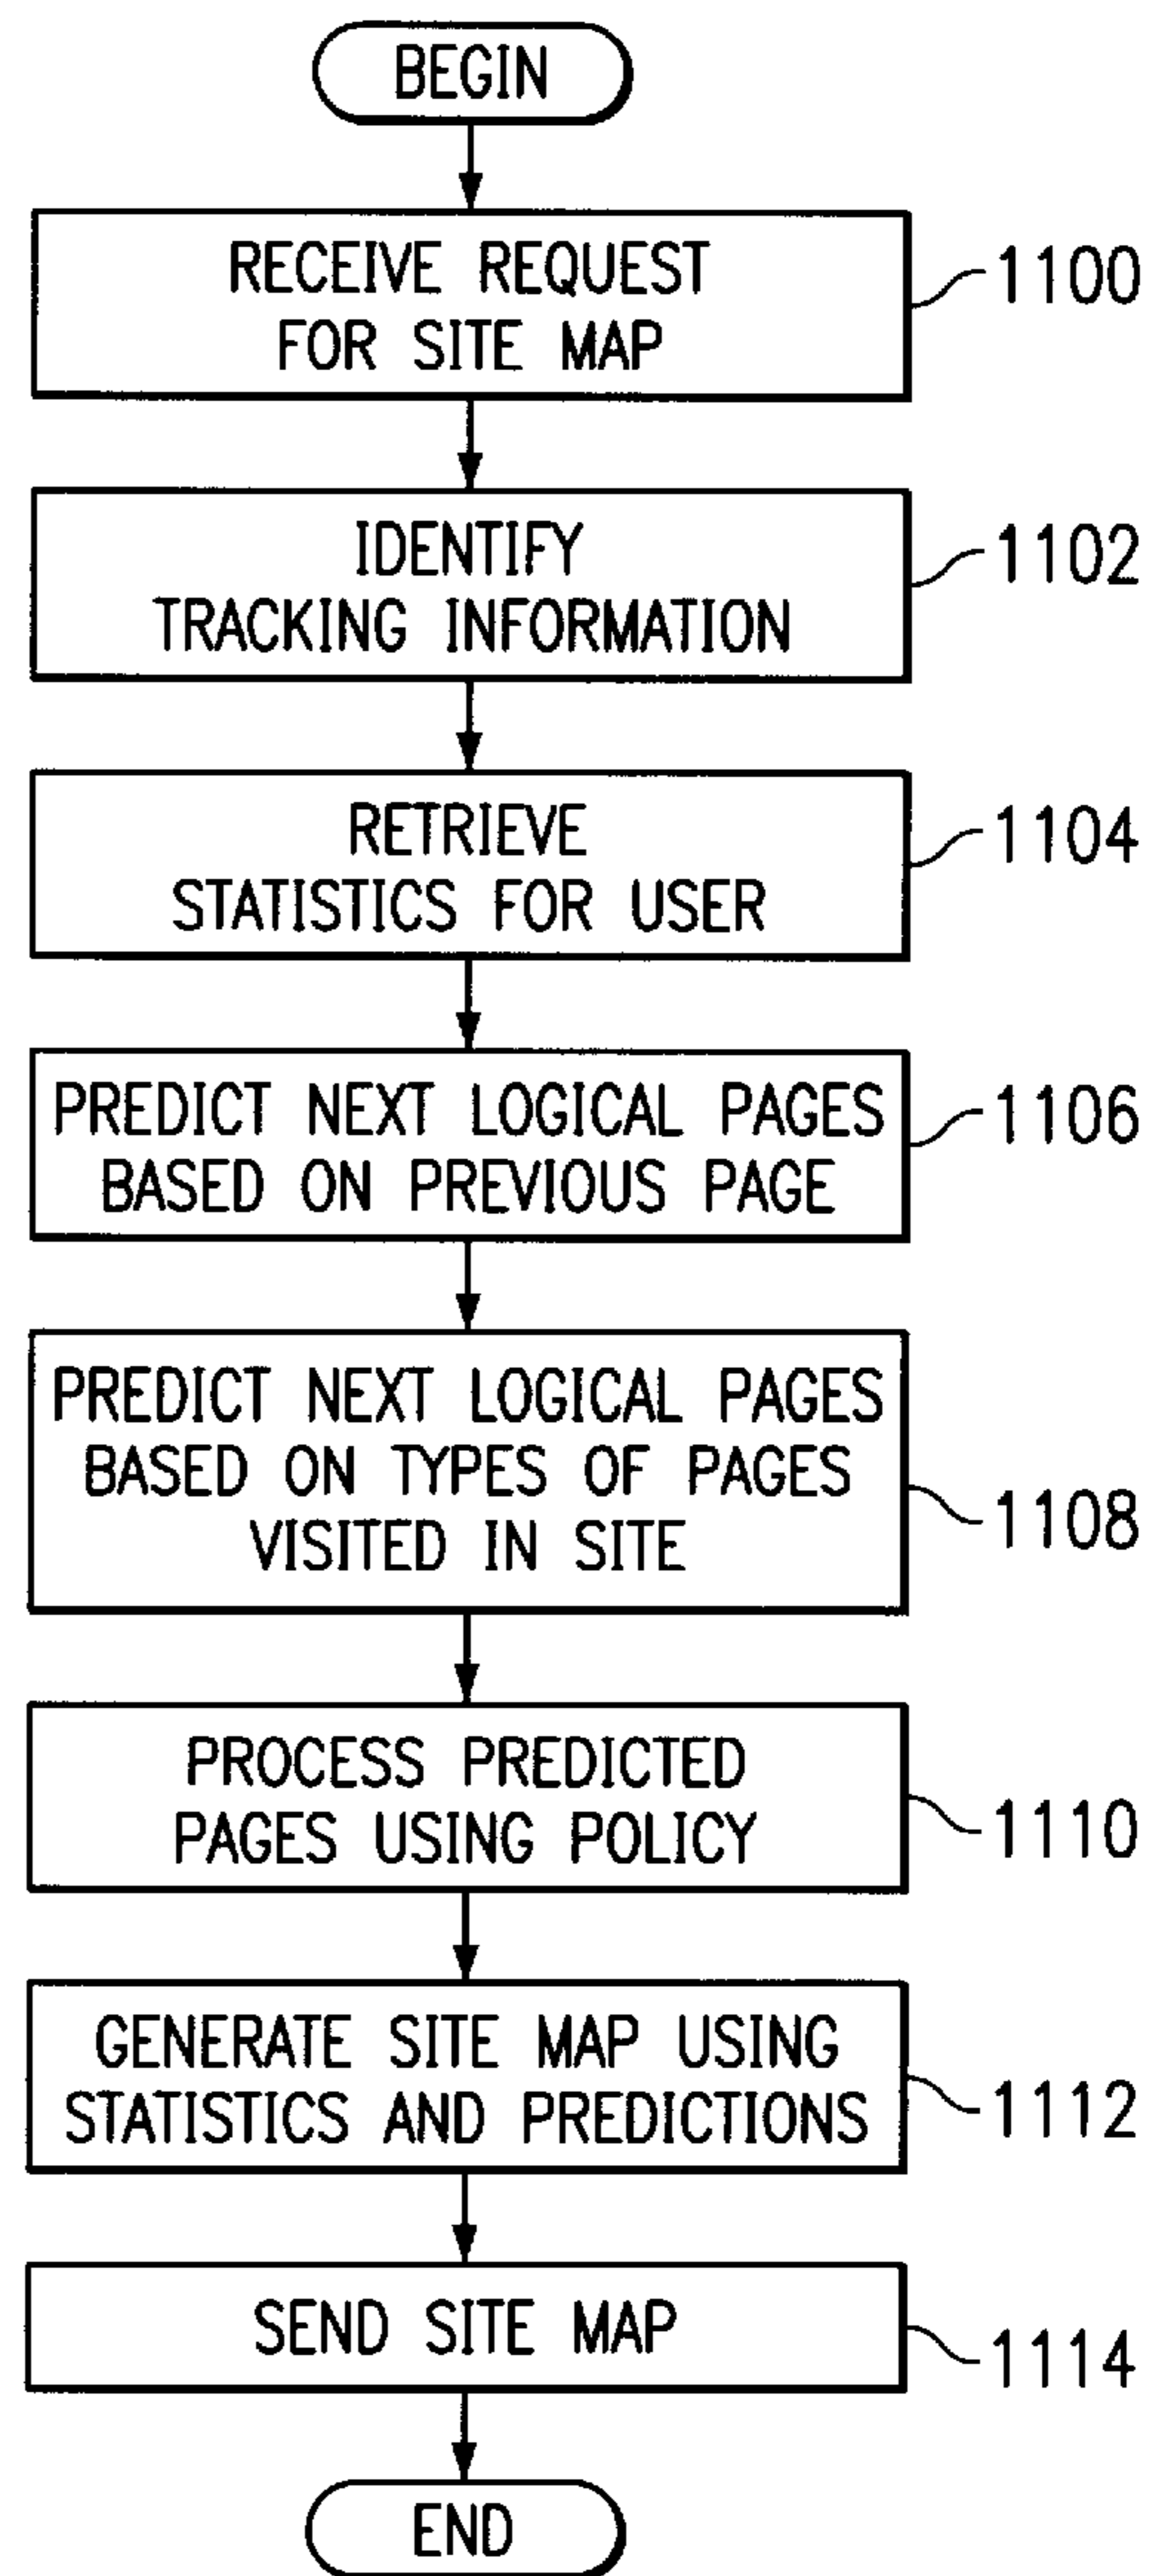 BEGIN
RECEIVE REQUEST
FOR SITE MAP
1100
IDENTIFY
TRACKING INFORMATION
1102
RETRIEVE
STATISTICS FOR USER
1104
PREDICT NEXT LOGICAL PAGES
BASED ON PREVIOUS PAGE
1106
PREDICT NEXT LOGICAL PAGES
BASED ON TYPES OF PAGES
VISITED IN SITE
1108
PROCESS PREDICTED
PAGES USING POLICY
1110
GENERATE SITE MAP USING
STATISTICS AND PREDICTIONS
1112
SEND SITE MAP
1114
END